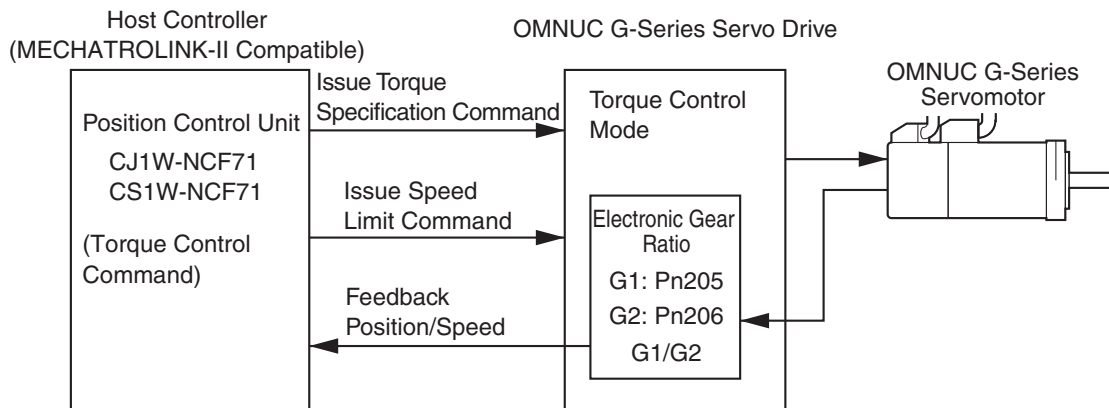 Host Controller
(MECHATROLINK-II Compatible)
OMNUC G-Series Servo Drive
OMNUC G-Series
Servomotor
Position Control Unit
CJ1W-NCF71
CS1W-NCF71
(Torque Control
Command)
Issue Torque
Specification Command
Issue Speed
Limit Command
Feedback
Position/Speed
Torque Control
Mode
Electronic Gear
Ratio
G1: Pn205
G2: Pn206
G1/G2